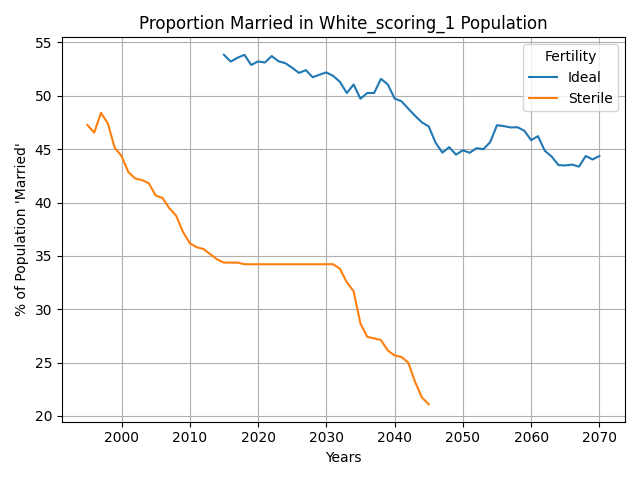 Proportion Married in White_scoring_1 Population
% of Population 'Married'
55
50
45
40
35
30
25
20
Fertility
Ideal
Sterile
2000 2010 2020 2030 2040 2050 2060 2070
Years